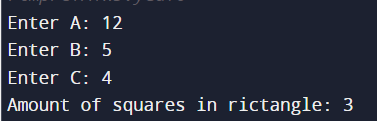 Enter A: 12
Enter B: 5
Enter C: 4
Amount of squares in rictangle: 3